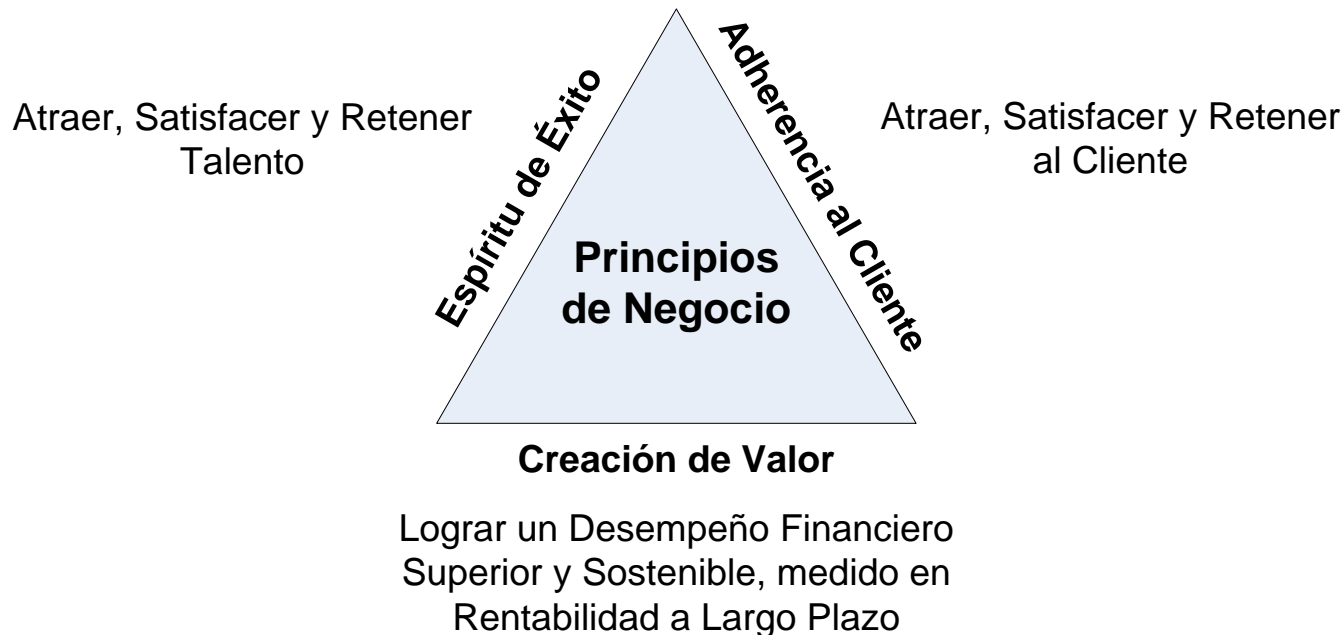 Atraer, Satisfacer y Retener
Talento
Espíritu de Éxito
Adherencia al Cliente
Atraer, Satisfacer y Retener
al Cliente
Principios
de Negocio
Creación de Valor
Lograr un Desempeño Financiero
Superior y Sostenible, medido en
Rentabilidad a Largo Plazo